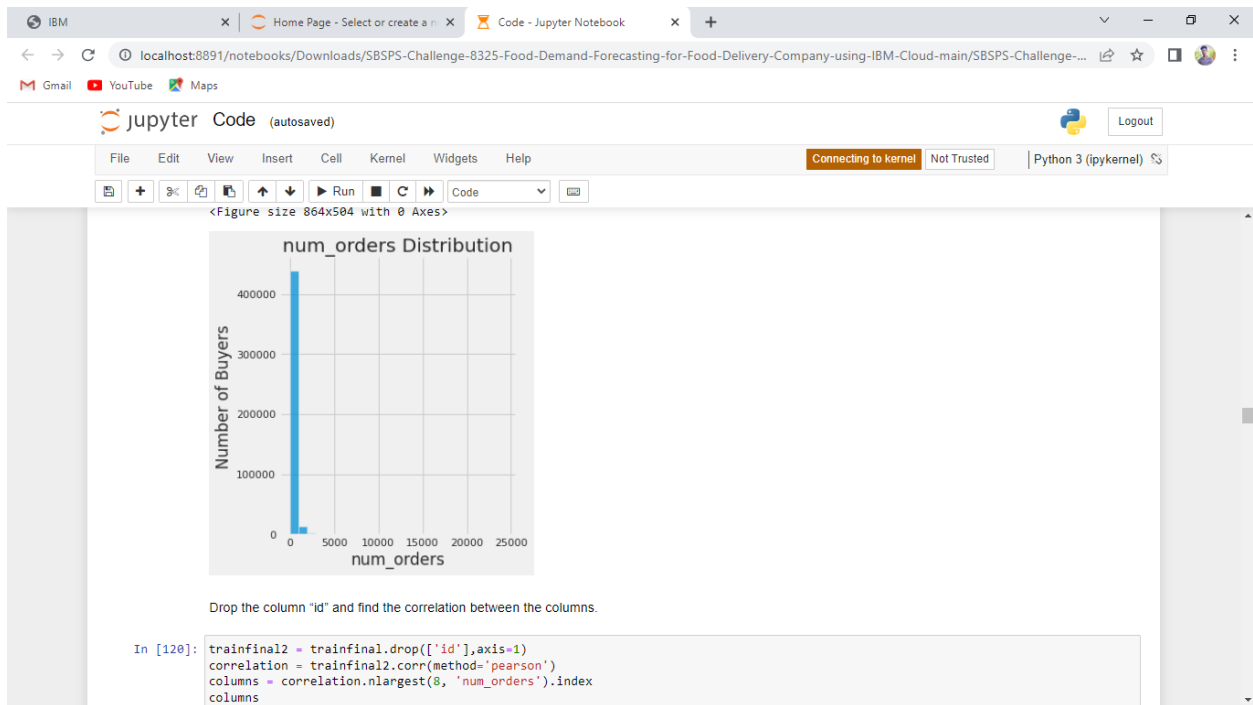 IBM
Home Page - Select or create a n
Code - Jupyter Notebook
localhost:8891/notebooks/Downloads/SBSPS-Challenge-8325-Food-Demand-Forecasting-for-Food-Delivery-Company-using-IBM-Cloud-main/SBSPS-Challenge-...
Gmail YouTube Maps
jupyter Code (autosaved)
Logout
File Edit View Insert Cell Kernel Widgets Help
Connecting to kernel Not Trusted Python 3 (ipykernel)
Run Code
<Figure size 864x504 with 0 Axes>
num_orders Distribution
400000
300000
200000
100000
0
Number of Buyers
0 5000 10000 15000 20000 25000
num_orders
Drop the column “id” and find the correlation between the columns.
In [120]: trainfinal2 = trainfinal.drop(['id'],axis=1)
correlation = trainfinal2.corr(method='pearson')
columns = correlation.nlargest(8, 'num_orders').index
columns